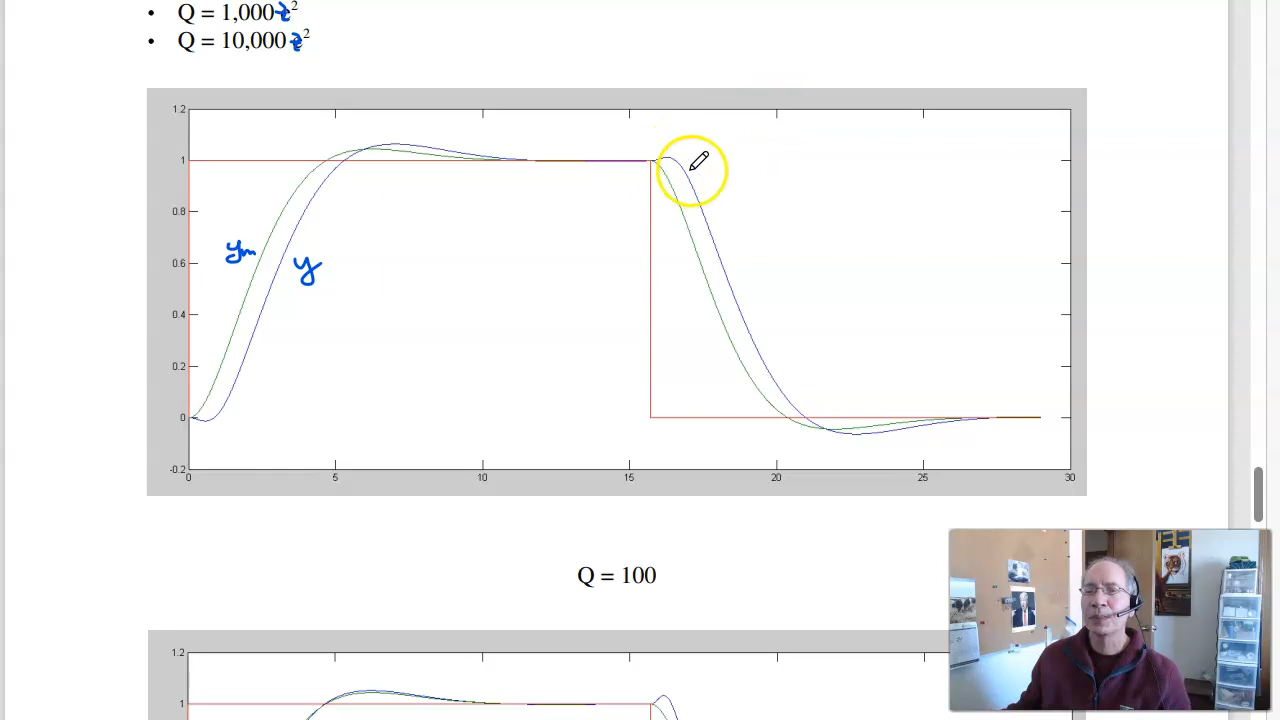 • Q = 1,000 z²
• Q = 10,000 z²
1.2
1
0.8
0.6
0.4
0.2
0
-0.2
0 5 10 15 20 25 30
ym
y
Q = 100
1.2
1